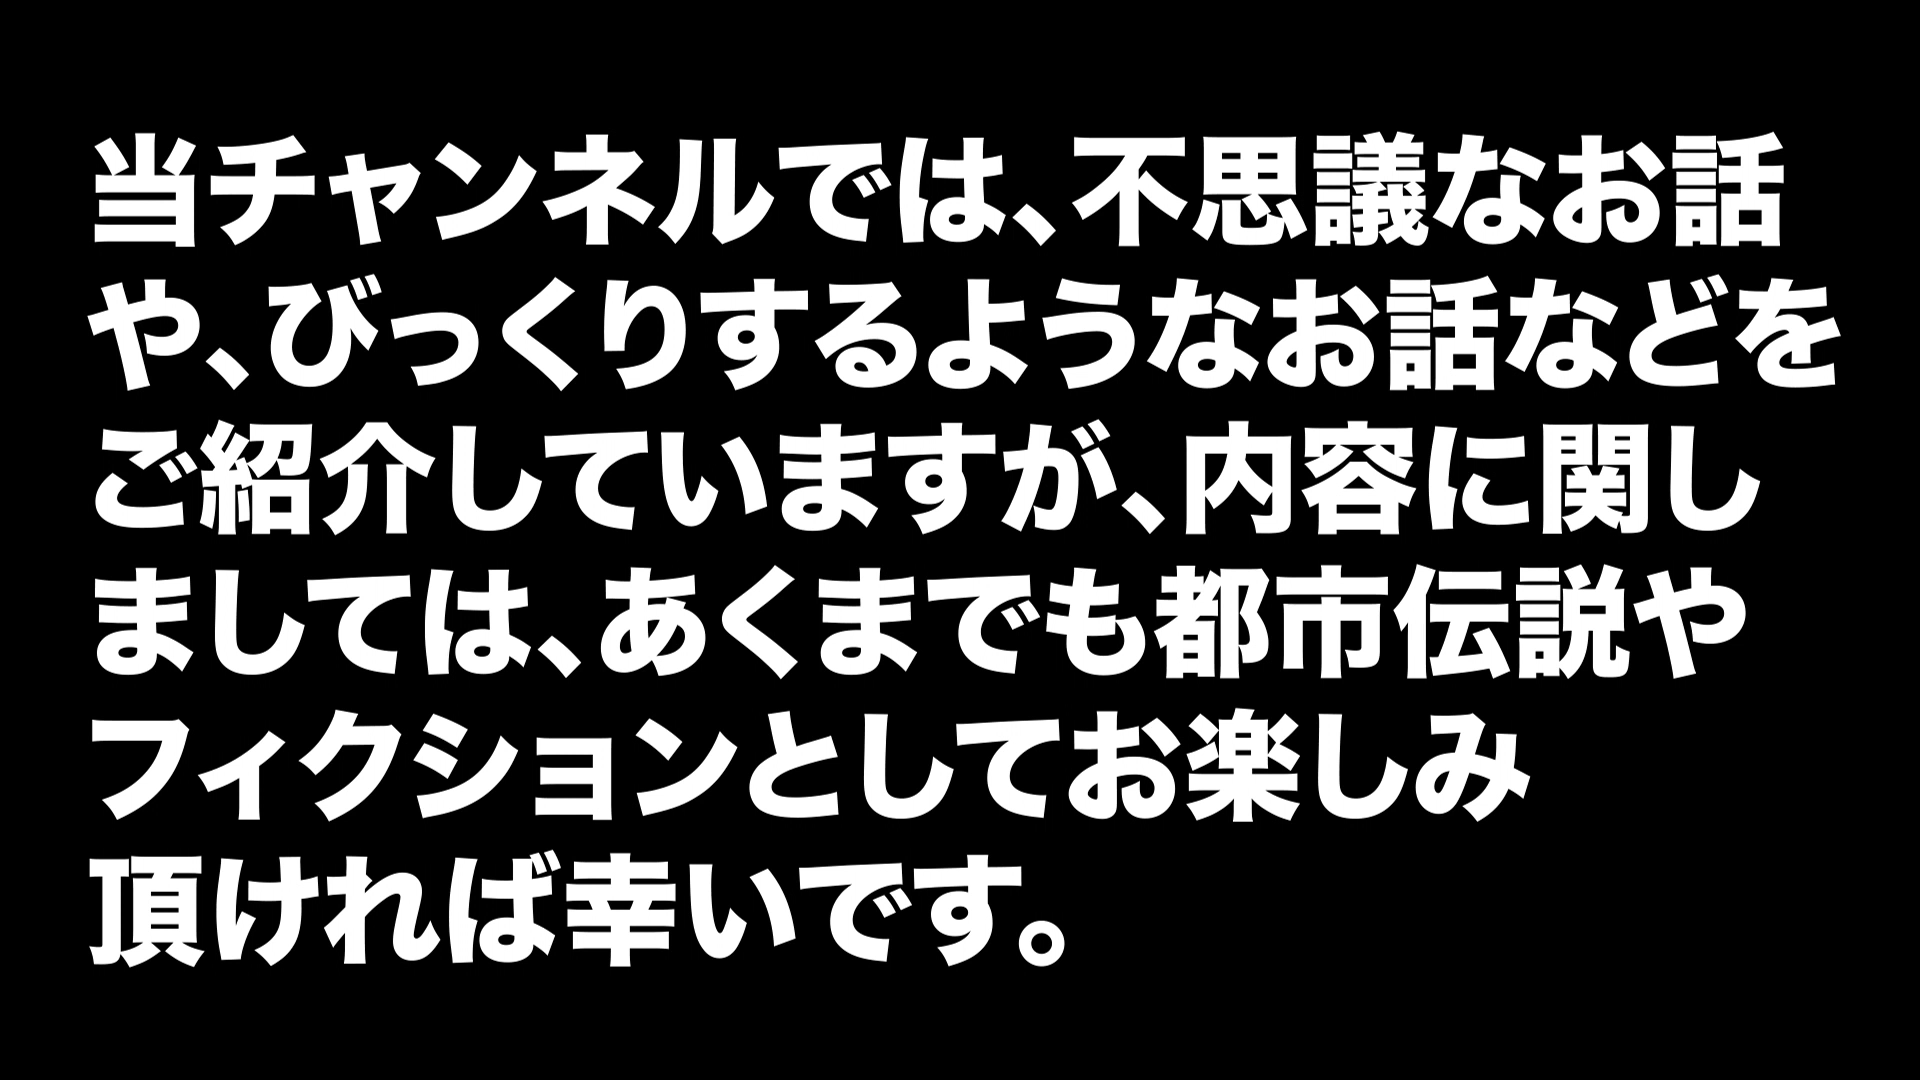 当チャンネルでは、不思議なお話
や、びっくりするようなお話などを
ご紹介していますが、内容に関し
ましては、あくまでも都市伝説や
フィクションとしてお楽しみ
頂ければ幸いです。